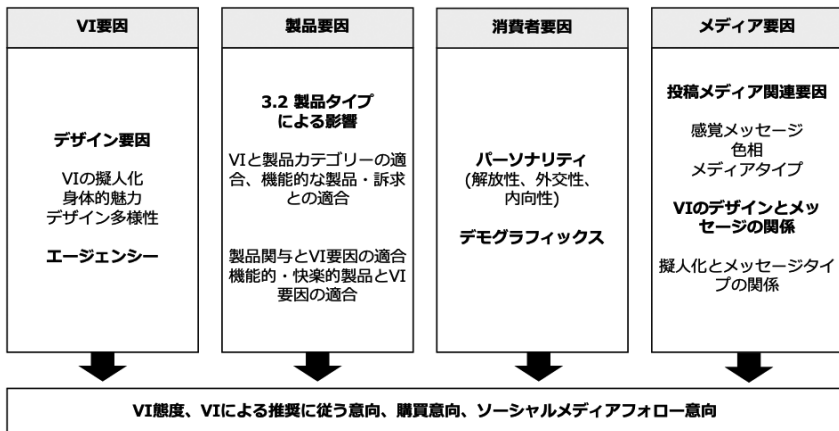 VI要因
デザイン要因
VIの擬人化
身体的魅力
デザイン多様性
エージェンシー
製品要因
3.2 製品タイプ
による影響
VIと製品カテゴリーの適
合、機能的な製品・訴求
との適合
製品関与とVI要因の適合
機能的・快楽的製品とVI
要因の適合
消費者要因
パーソナリティ
(解放性、外交性、
内向性)
デモグラフィックス
メディア要因
投稿メディア関連要因
感覚メッセージ
色相
メディアタイプ
VIのデザインとメッ
セージの関係
擬人化とメッセージタイ
プの関係
VI態度、VIによる推奨に従う意向、購買意向、ソーシャルメディアフォロー意向